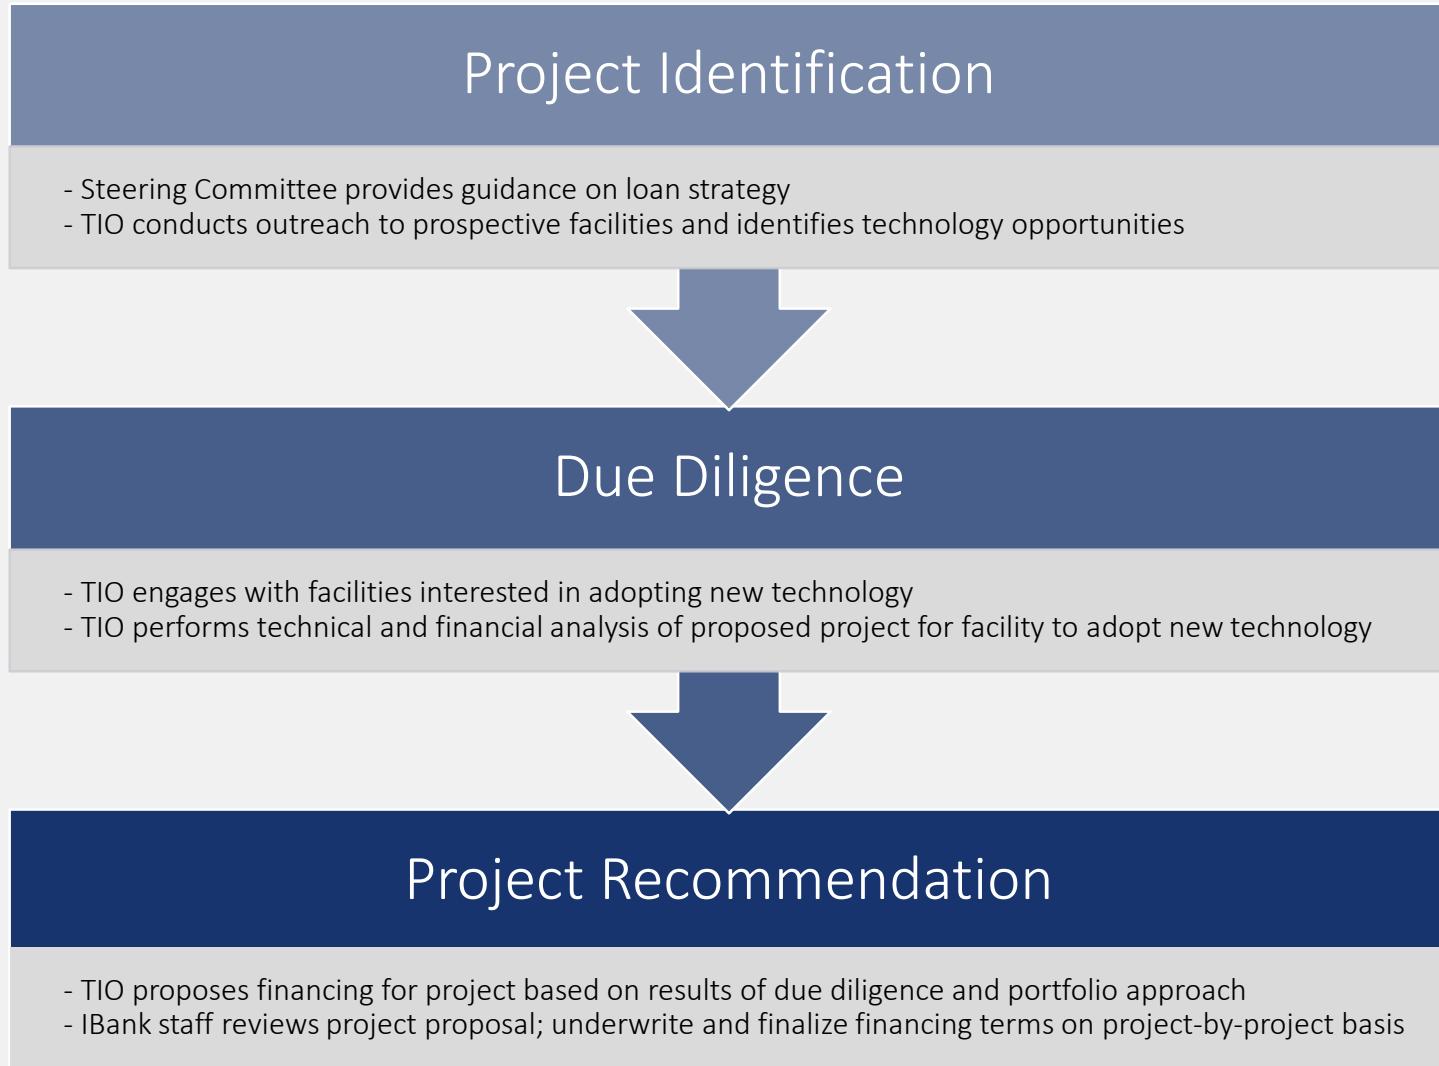 Project Identification
- Steering Committee provides guidance on loan strategy
- TIO conducts outreach to prospective facilities and identifies technology opportunities
Due Diligence
- TIO engages with facilities interested in adopting new technology
- TIO performs technical and financial analysis of proposed project for facility to adopt new technology
Project Recommendation
- TIO proposes financing for project based on results of due diligence and portfolio approach
- IBank staff reviews project proposal; underwrite and finalize financing terms on project-by-project basis